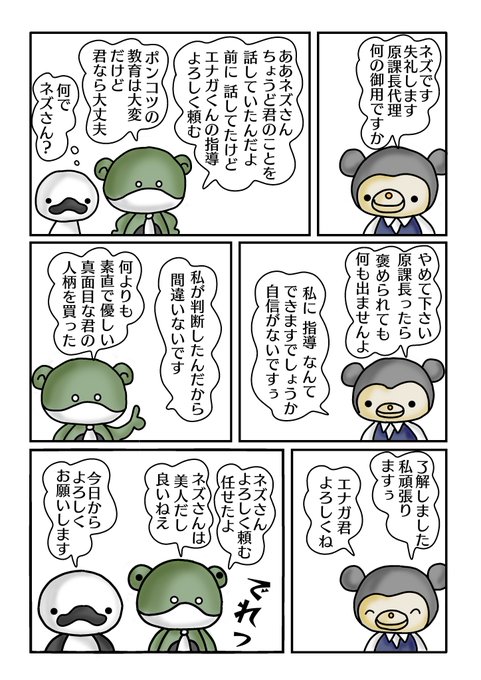 ネズです
失礼します
原課長代理
何の御用ですか
ああネズさん
ちょうど君のことを
話していたんだよ
前に話してたけど
エナガくんの指導
よろしく頼む
ポンコツの
教育は大変
だけど
君なら大丈夫
何で
ネズさん?
やめて下さい
原課長ったら
褒められても
何も出ませんよ
私に指導なんて
できますでしょうか
自信がないですぅ
私が判断したんだから
間違いないです
何よりも
素直で優しい
真面目な君の
人柄を買った
了解しました
私頑張り
ますぅ
エナガ君
よろしくね
ネズさん
よろしく頼む
任せたよ
ネズさんは
美人だし
良いねえ
でれっ
今日から
よろしく
お願いします